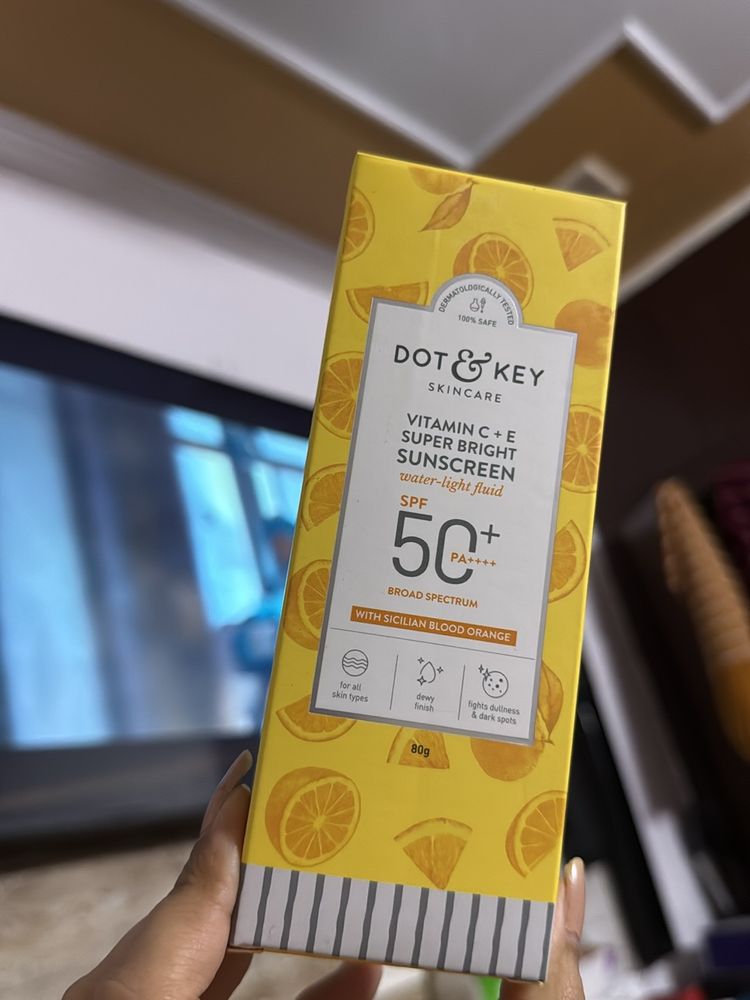 DERMATOLOGICALLY TESTED
100% SAFE
DOT & KEY
SKINCARE
VITAMIN C + E
SUPER BRIGHT
SUNSCREEN
water-light fluid
SPF
50+
PA++++
BROAD SPECTRUM
WITH SICILIAN BLOOD ORANGE
for all
skin types
dewy
finish
fights dullness
& dark spots
80g